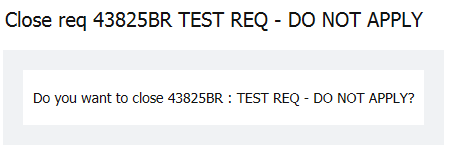 Close req 43825BR TEST REQ - DO NOT APPLY
Do you want to close 43825BR : TEST REQ - DO NOT APPLY?